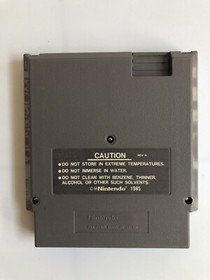 CAUTION REV-A
•DO NOT STORE IN EXTREME TEMPERATURES.
•DO NOT IMMERSE IN WATER.
•DO NOT CLEAN WITH BENZENE, THINNER,
ALCOHOL OR OTHER SUCH SOLVENTS.
©Nintendo 1985